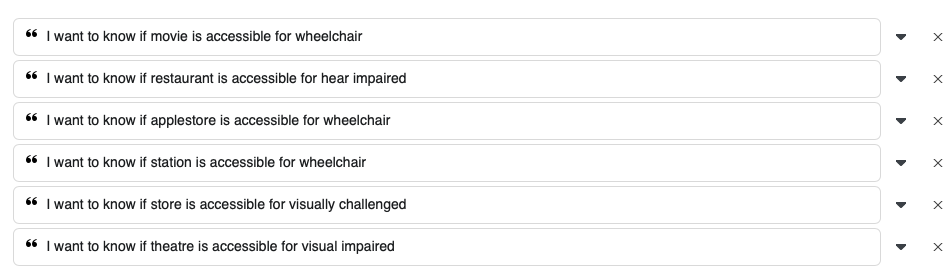 “ I want to know if movie is accessible for wheelchair
“ I want to know if restaurant is accessible for hear impaired
“ I want to know if applestore is accessible for wheelchair
“ I want to know if station is accessible for wheelchair
“ I want to know if store is accessible for visually challenged
“ I want to know if theatre is accessible for visual impaired